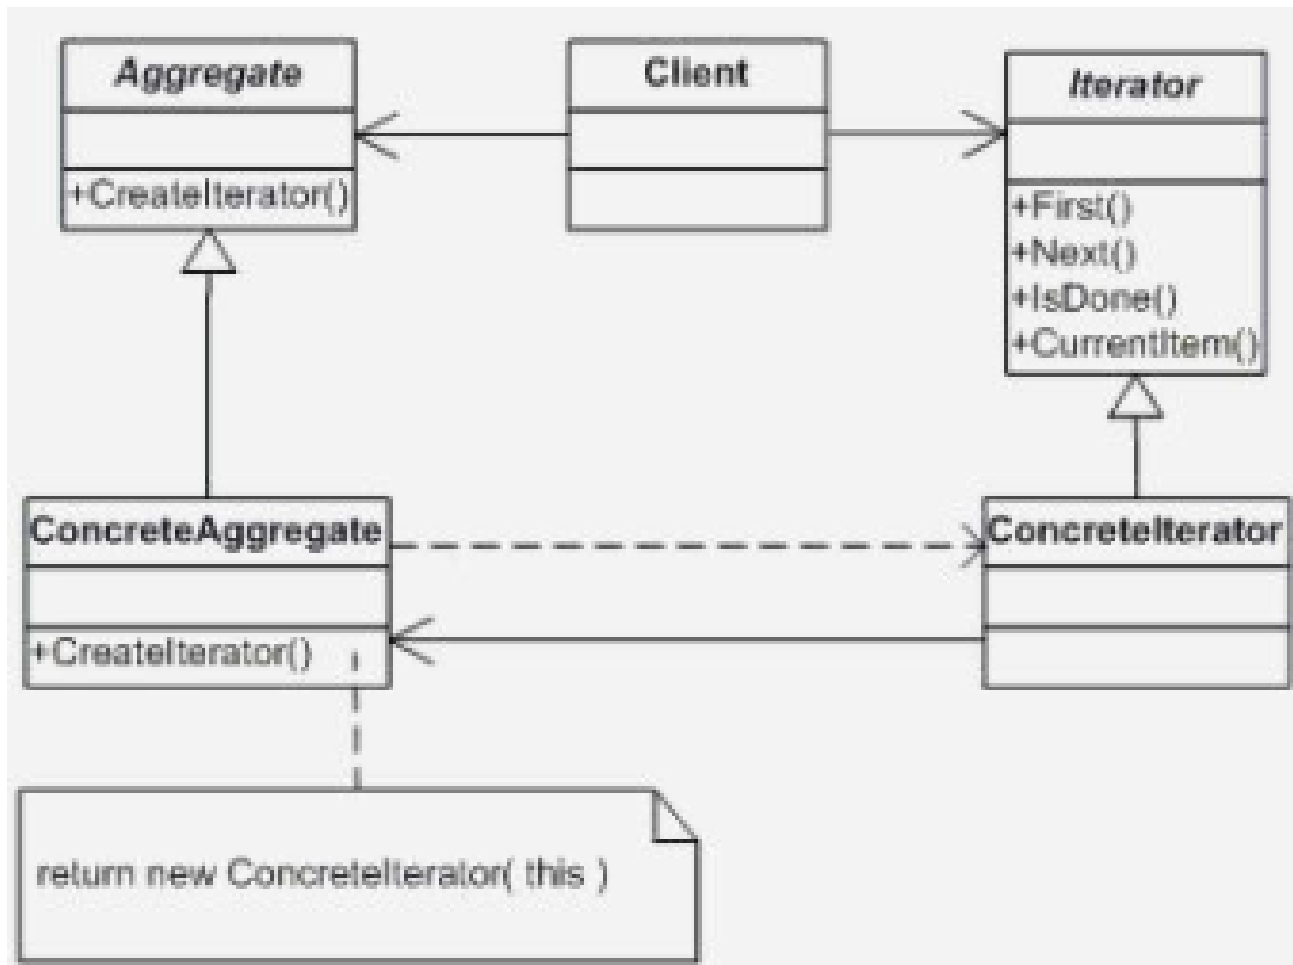 Aggregate
+CreateIterator()
Client
Iterator
+First()
+Next()
+IsDone()
+CurrentItem()
ConcreteAggregate
+CreateIterator()
ConcreteIterator
return new ConcreteIterator( this )